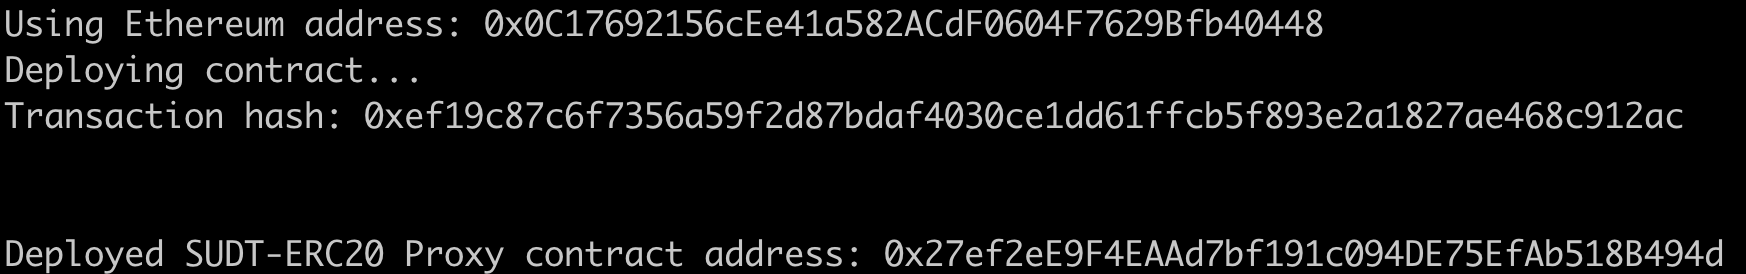 Using Ethereum address: 0x0C17692156cEe41a582ACdF0604F7629Bfb40448
Deploying contract...
Transaction hash: 0xef19c87c6f7356a59f2d87bdaf4030ce1dd61ffcb5f893e2a1827ae468c912ac
Deployed SUDT-ERC20 Proxy contract address: 0x27ef2eE9F4EAAd7bf191c094DE75EfAb518B494d